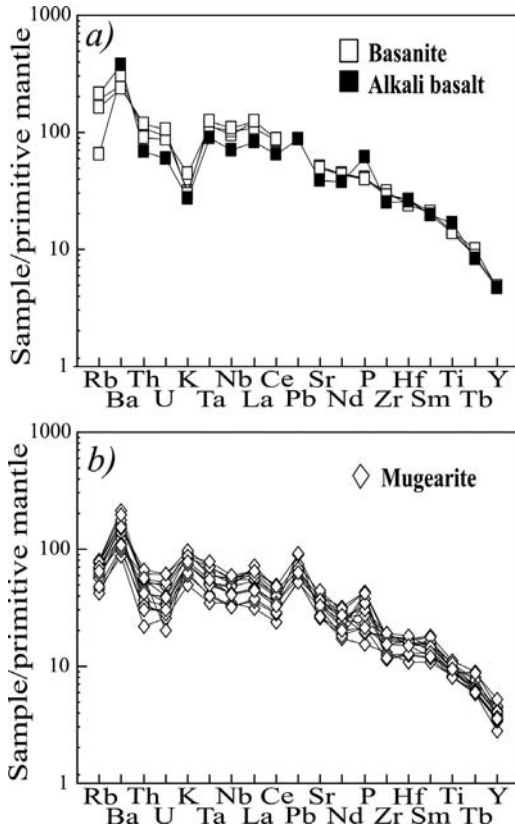 1000
a)
Basanite
Alkali basalt
100
10
1
Sample/primitive mantle
Rb Th K Nb Ce Sr P Hf Ti Y
Ba U Ta La Pb Nd Zr Sm Tb
1000
b)
Mugearite
100
10
1
Sample/primitive mantle
Rb Th K Nb Ce Sr P Hf Ti Y
Ba U Ta La Pb Nd Zr Sm Tb